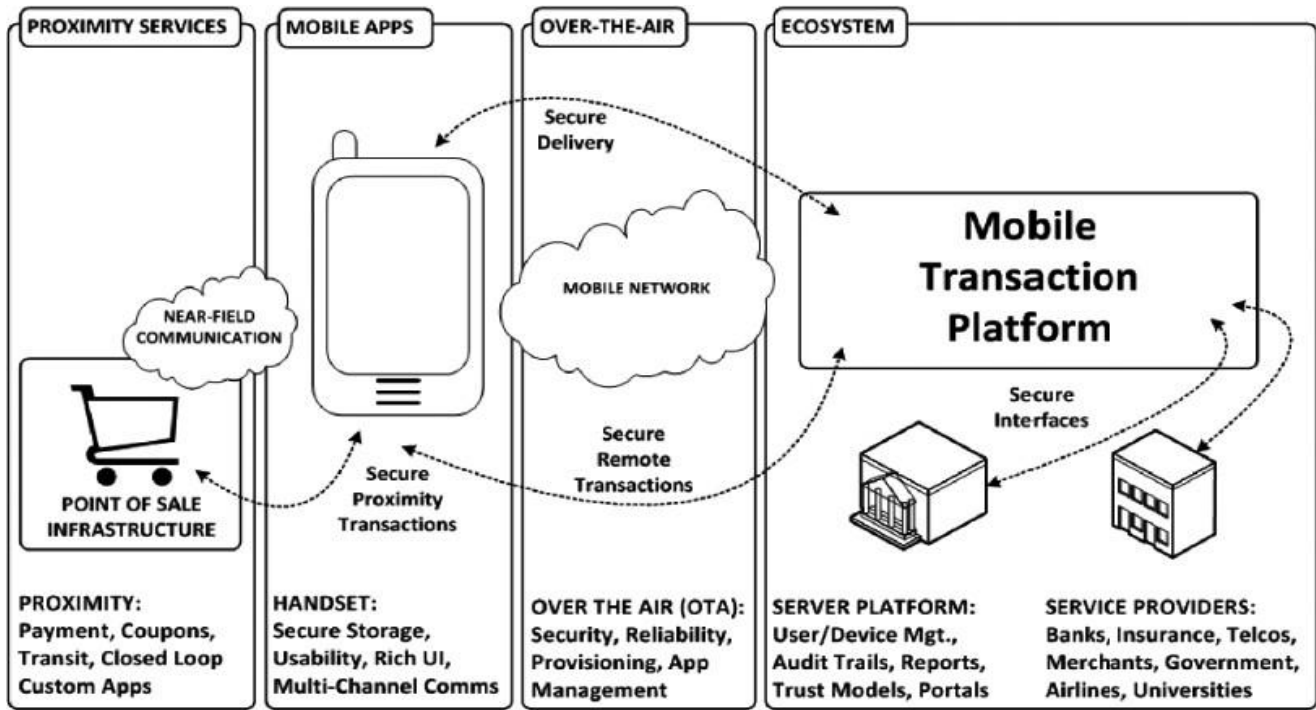 PROXIMITY SERVICES
MOBILE APPS
OVER-THE-AIR
ECOSYSTEM
Secure
Delivery
Mobile
Transaction
Platform
MOBILE NETWORK
NEAR-FIELD
COMMUNICATION
Secure
Interfaces
Secure
Remote
Transactions
Secure
Proximity
Transactions
POINT OF SALE
INFRASTRUCTURE
PROXIMITY:
Payment, Coupons,
Transit, Closed Loop
Custom Apps
HANDSET:
Secure Storage,
Usability, Rich UI,
Multi-Channel Comms
OVER THE AIR (OTA):
Security, Reliability,
Provisioning, App
Management
SERVER PLATFORM:
User/Device Mgt.,
Audit Trails, Reports,
Trust Models, Portals
SERVICE PROVIDERS:
Banks, Insurance, Telcos,
Merchants, Government,
Airlines, Universities